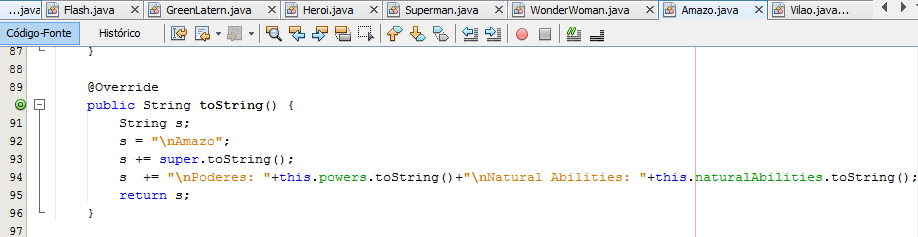 ...java Flash.java GreenLatern.java Heroi.java Superman.java WonderWoman.java Amazo.java Vilao.java...
Código-Fonte Histórico
87 }
88
89 @Override
public String toString() {
91 String s;
92 s = "\nAmazo";
93 s += super.toString();
94 s  += "\nPoderes: "+this.powers.toString()+"\nNatural Abilities: "+this.naturalAbilities.toString();
95 return s;
96 }
97